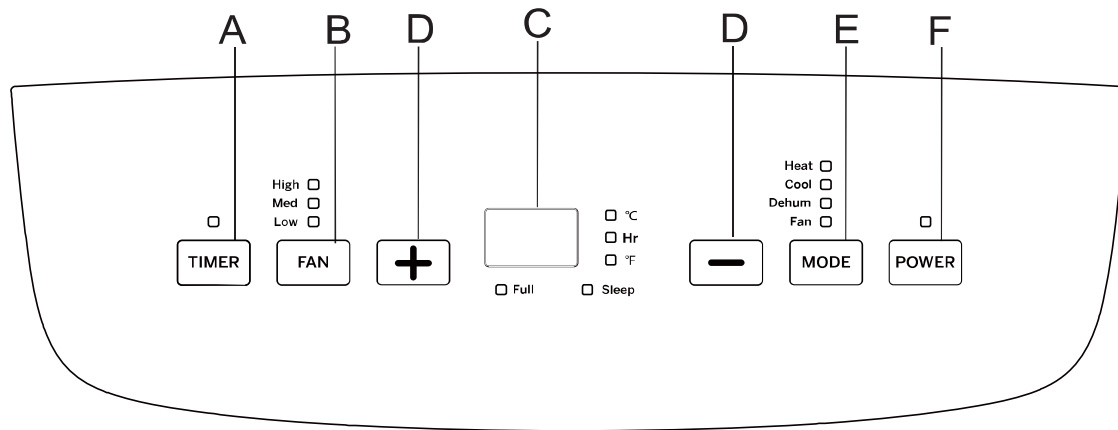 A B D C D E F
High
Med
Low
℃
Hr
℉
Heat
Cool
Dehum
Fan
TIMER FAN + − MODE POWER
Full Sleep